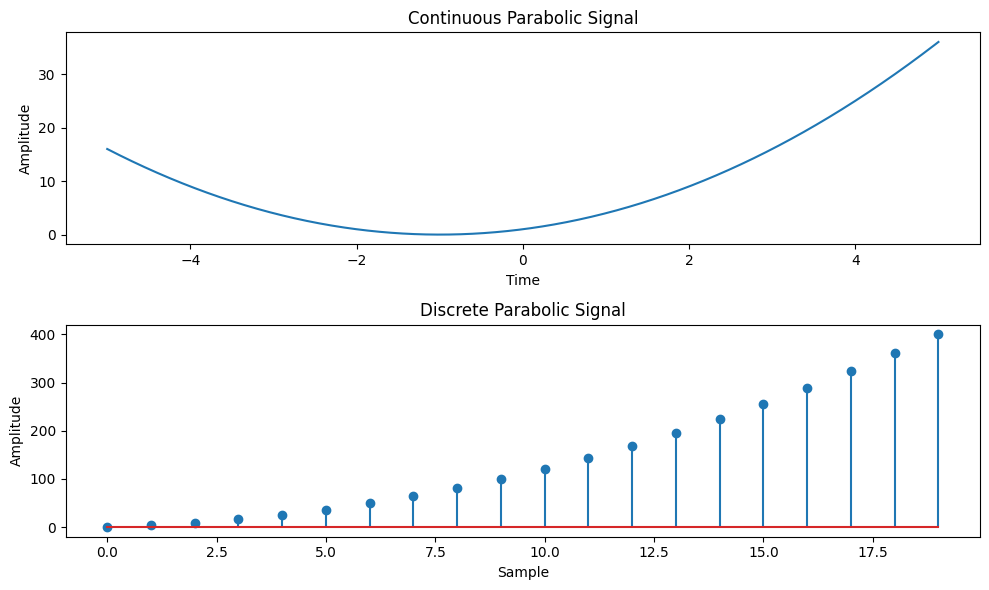 Continuous Parabolic Signal
30
20
10
0
Amplitude
−4 −2 0 2 4
Time
Discrete Parabolic Signal
400
300
200
100
0
Amplitude
0.0 2.5 5.0 7.5 10.0 12.5 15.0 17.5
Sample